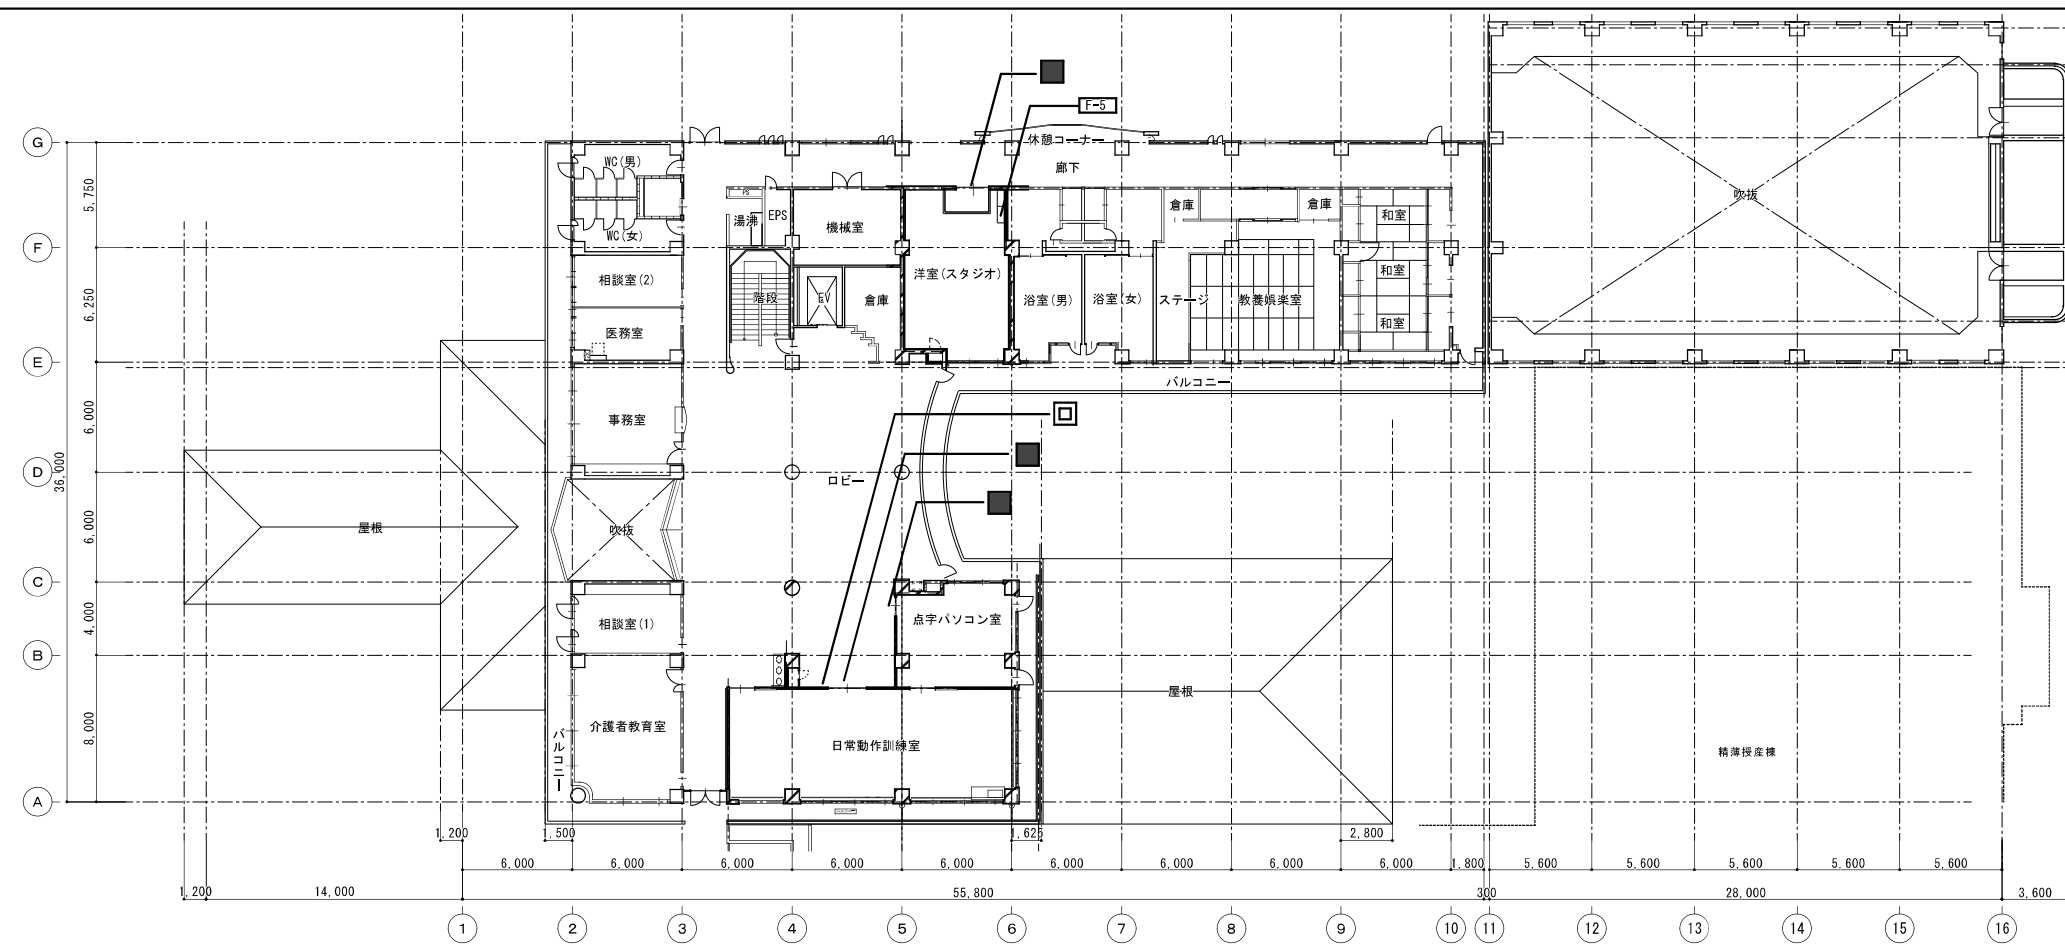 F-5
休憩コーナー
G
WC(男)
廊下
5,750
PS
倉庫
倉庫
和室
吹抜
湯沸
EPS
機械室
WC(女)
F
洋室(スタジオ)
相談室(2)
和室
6,250
階段
EV
倉庫
浴室(男)
浴室(女)
ステージ
教養娯楽室
医務室
和室
E
バルコニー
6,000
事務室
D
36,000
ロビー
6,000
屋根
吹抜
C
4,000
相談室(1)
点字パソコン室
B
屋根
8,000
介護者教育室
バルコニー
日常動作訓練室
精薄授産棟
A
1,200
1,500
1,625
2,800
6,000
6,000
6,000
6,000
6,000
6,000
6,000
6,000
6,000
1,800
5,600
5,600
5,600
5,600
5,600
1,200
14,000
55,800
300
28,000
3,600
1
2
3
4
5
6
7
8
9
10
11
12
13
14
15
16